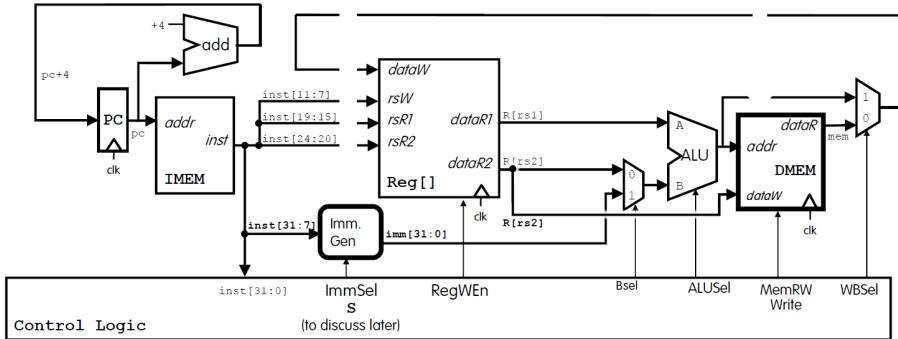 +4
add
pc+4
PC
pc
clk
addr
inst
IMEM
inst[11:7]
inst[19:15]
inst[24:20]
dataW
rsW
rsR1
rsR2
dataR1
dataR2
Reg[]
clk
R[rs1]
R[rs2]
R[rs2]
0
1
A
B
ALU
addr
dataR
DMEM
dataW
clk
mem
1
0
inst[31:7]
Imm.
Gen
imm[31:0]
inst[31:0]
ImmSel
S
(to discuss later)
RegWEn
Bsel
ALUSel
MemRW
Write
WBSel
Control Logic